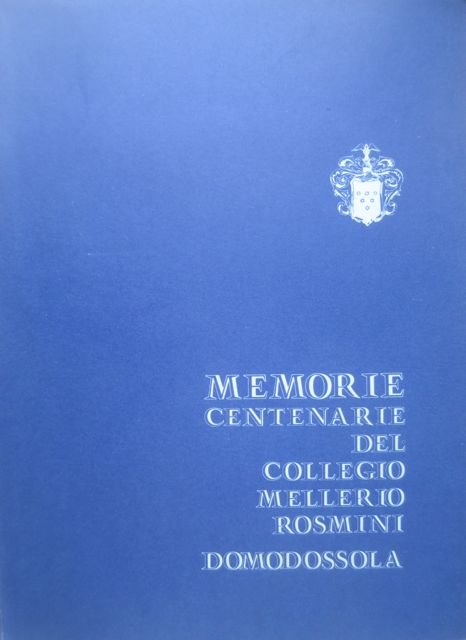 MEMORIE
CENTENARIE
DEL
COLLEGIO
MELLERIO
ROSMINI
DOMODOSSOLA